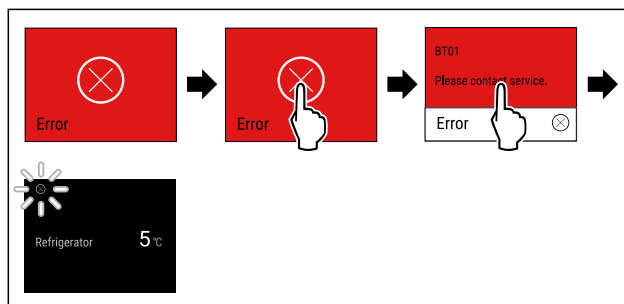 Error
Error
BT01
Please contact service.
Error
Refrigerator 5 °C